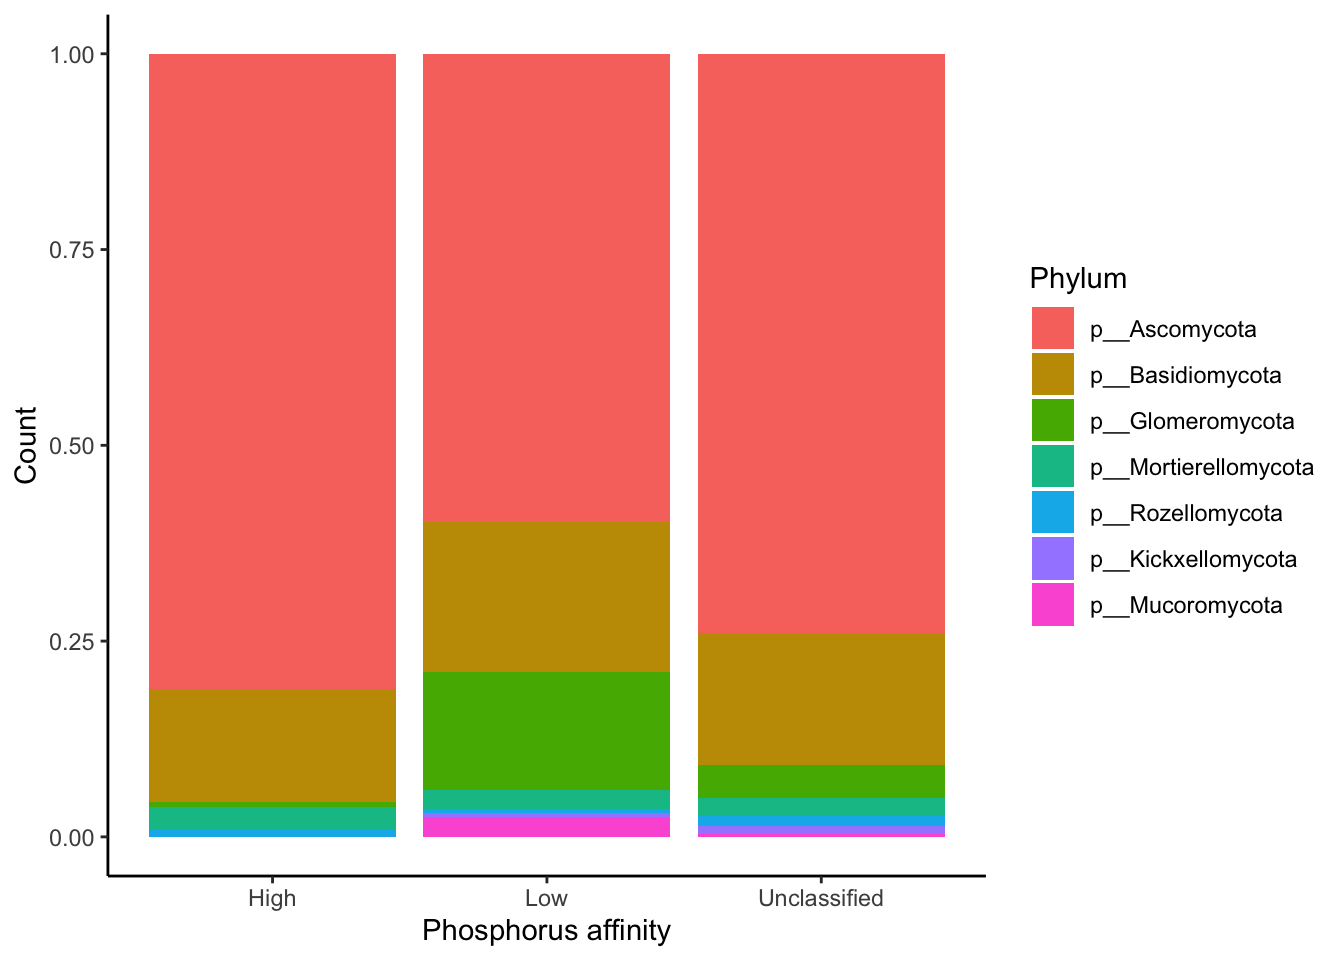 1.00
0.75
0.50
0.25
0.00
Count
High
Low
Unclassified
Phosphorus affinity
Phylum
p__Ascomycota
p__Basidiomycota
p__Glomeromycota
p__Mortierellomycota
p__Rozellomycota
p__Kickxellomycota
p__Mucoromycota